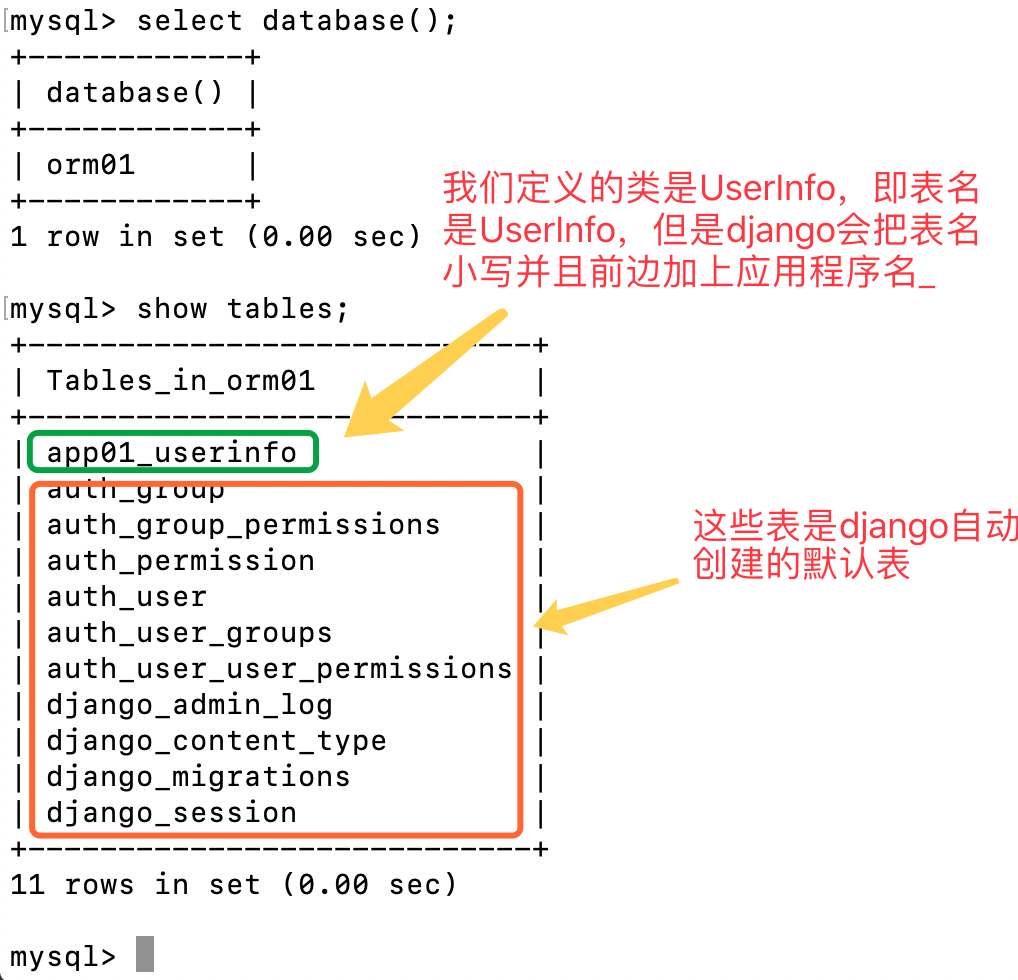 mysql> select database();
+------------+
| database() |
+------------+
| orm01      |
+------------+
1 row in set (0.00 sec)
我们定义的类是UserInfo，即表名
是UserInfo，但是django会把表名
小写并且前边加上应用程序名_
mysql> show tables;
+----------------------------+
| Tables_in_orm01            |
+----------------------------+
| app01_userinfo             |
| auth_group                 |
| auth_group_permissions     |
| auth_permission            |
| auth_user                  |
| auth_user_groups           |
| auth_user_user_permissions |
| django_admin_log           |
| django_content_type        |
| django_migrations          |
| django_session             |
+----------------------------+
这些表是django自动
创建的默认表
11 rows in set (0.00 sec)
mysql>